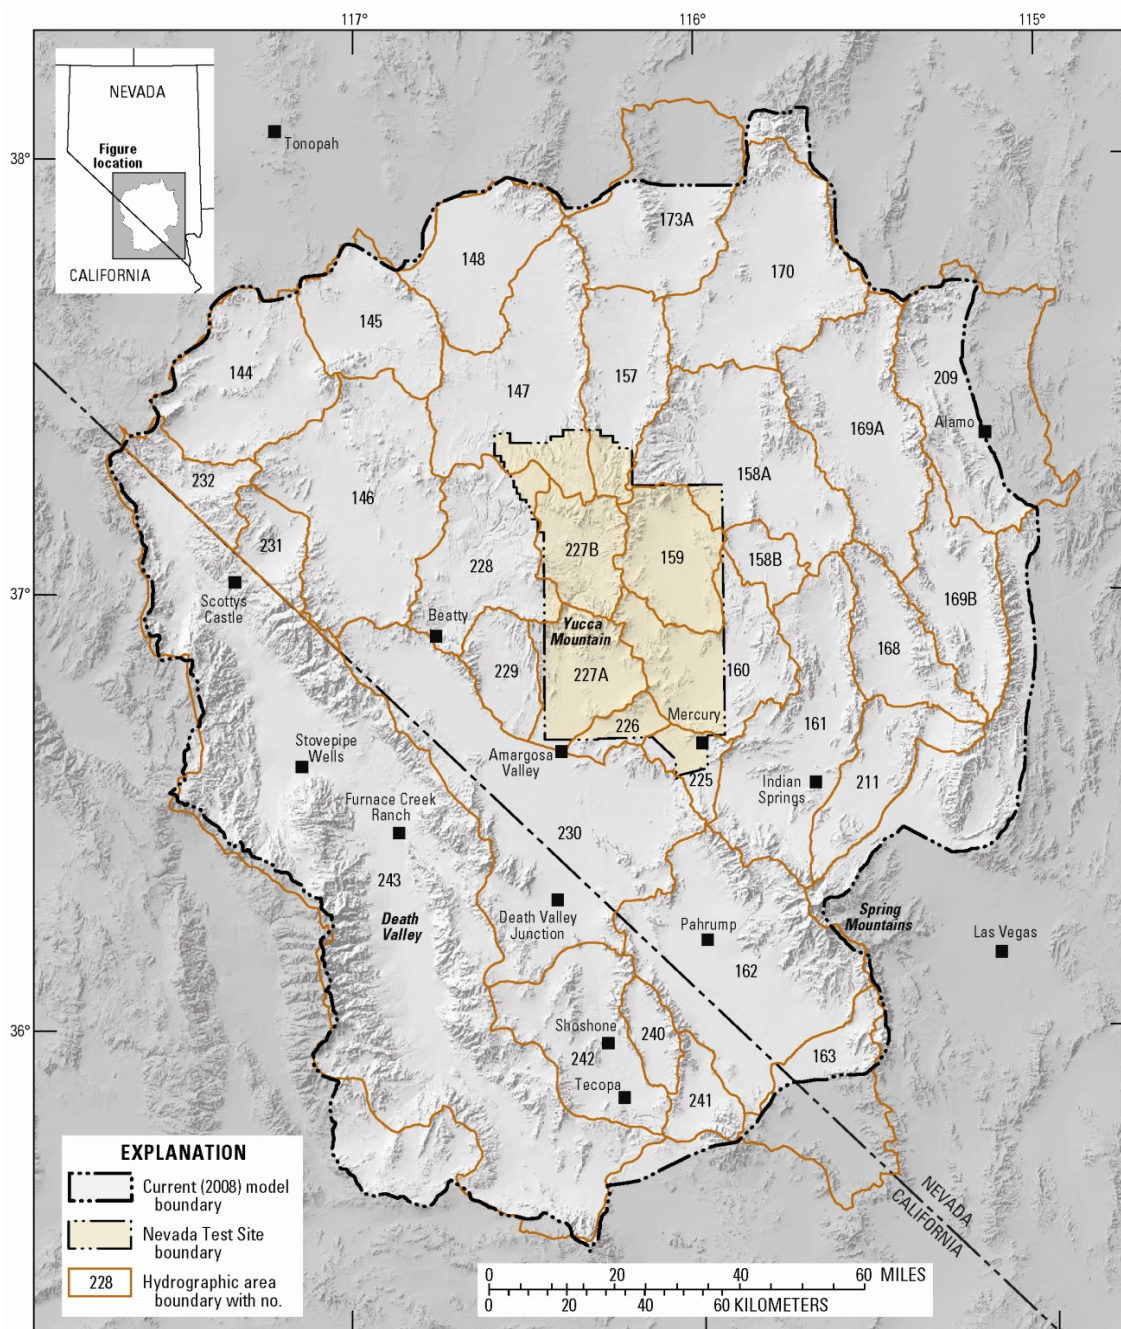 117°
116°
115°
NEVADA
Figure
location
CALIFORNIA
Tonopah
38°
173A
148
170
145
144
157
147
209
Alamo
169A
232
158A
146
231
227B
159
158B
228
37°
Scottys
Castle
Beatty
169B
Yucca
Mountain
168
229
227A
160
226
Mercury
161
Stovepipe
Wells
Amargosa
Valley
225
Indian
Springs
211
Furnace Creek
Ranch
230
243
Death
Valley
Death Valley
Junction
Pahrump
Spring
Mountains
Las Vegas
162
36°
Shoshone
240
242
163
Tecopa
241
EXPLANATION
Current (2008) model
boundary
Nevada Test Site
boundary
228
Hydrographic area
boundary with no.
NEVADA
CALIFORNIA
0 20 40 60 MILES
0 20 40 60 KILOMETERS